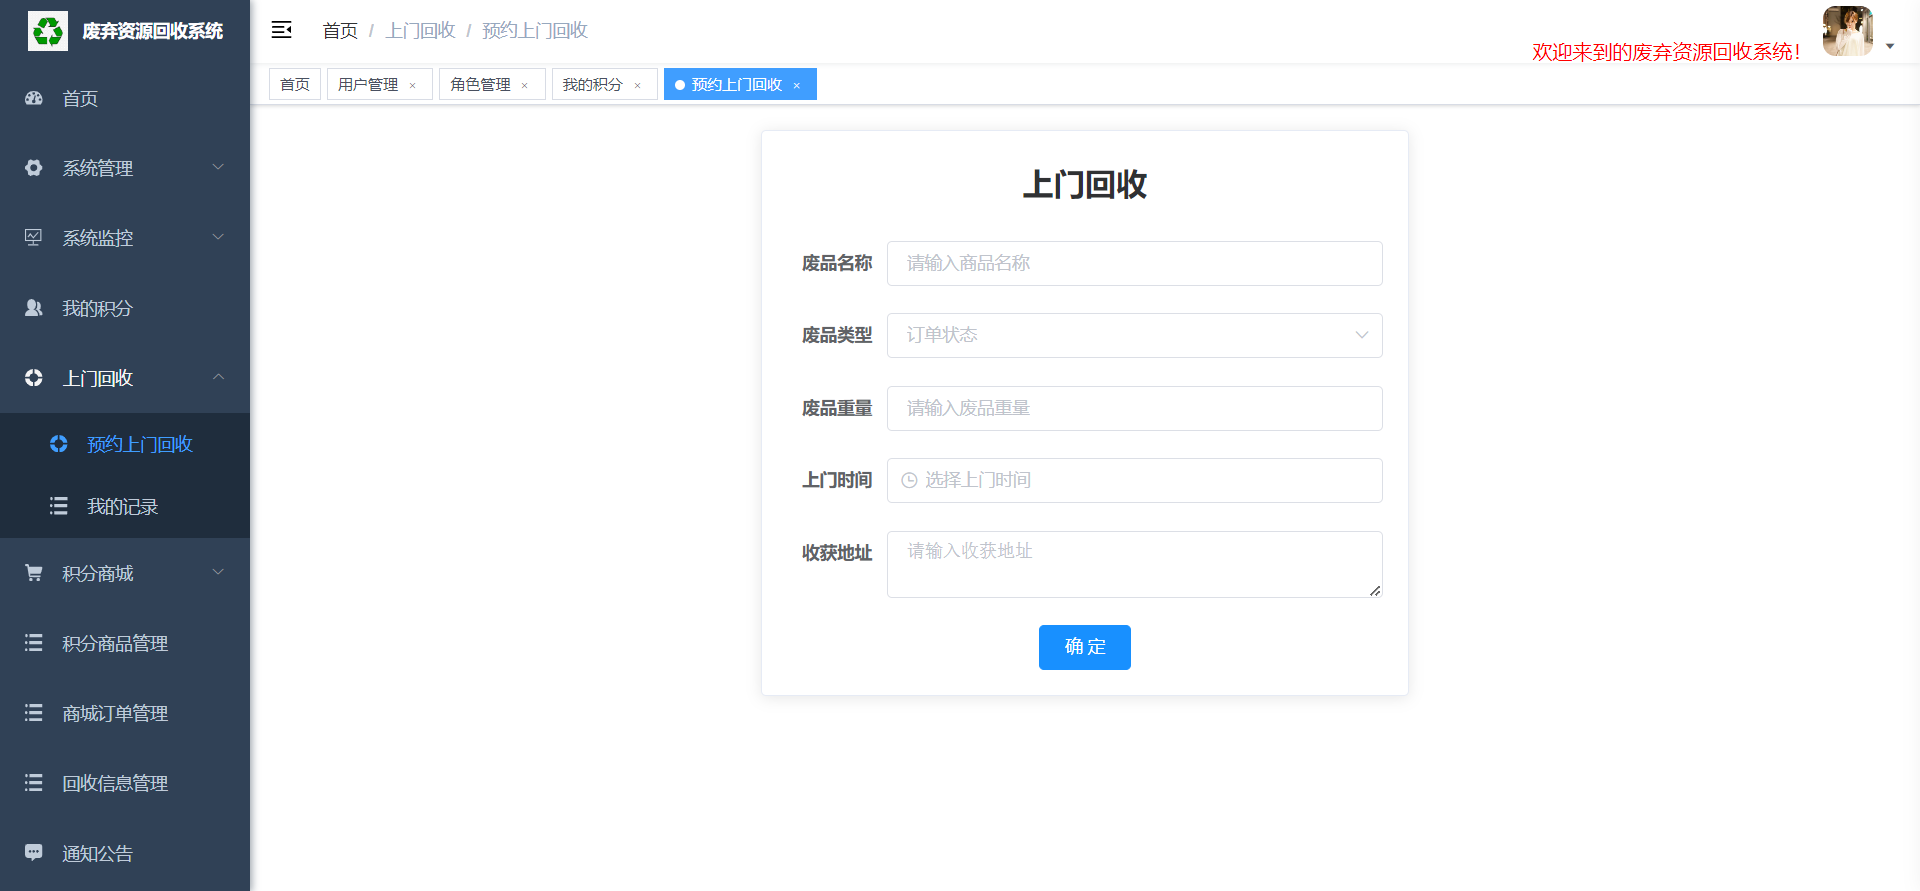 废弃资源回收系统
首页
系统管理
系统监控
我的积分
上门回收
预约上门回收
我的记录
积分商城
积分商品管理
商城订单管理
回收信息管理
通知公告
首页 / 上门回收 / 预约上门回收
欢迎来到的废弃资源回收系统!
首页 用户管理 × 角色管理 × 我的积分 × 预约上门回收 ×
上门回收
废品名称 请输入商品名称
废品类型 订单状态
废品重量 请输入废品重量
上门时间 选择上门时间
收获地址 请输入收获地址
确 定